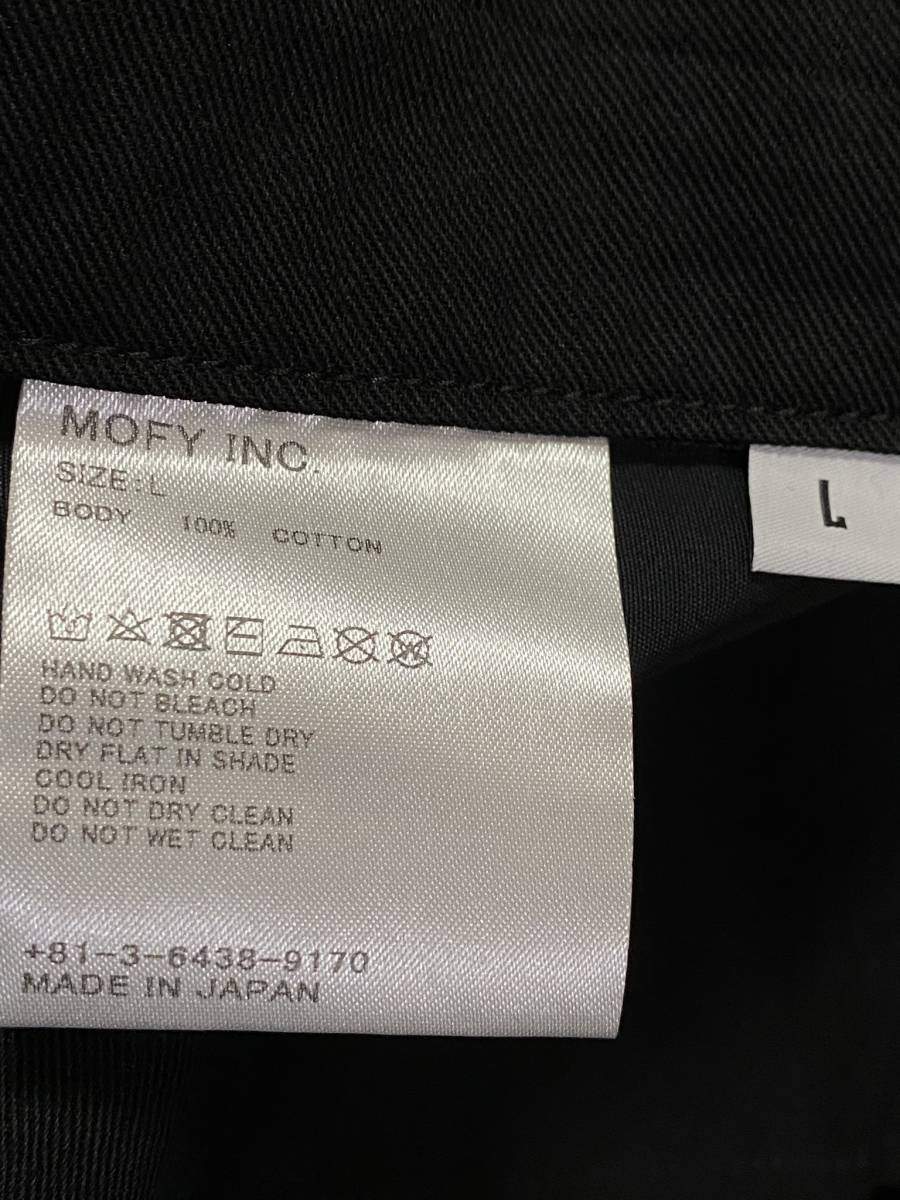 MOFY INC.
SIZE:L
BODY 100% COTTON
HAND WASH COLD
DO NOT BLEACH
DO NOT TUMBLE DRY
DRY FLAT IN SHADE
COOL IRON
DO NOT DRY CLEAN
DO NOT WET CLEAN
+81-3-6438-9170
MADE IN JAPAN
L